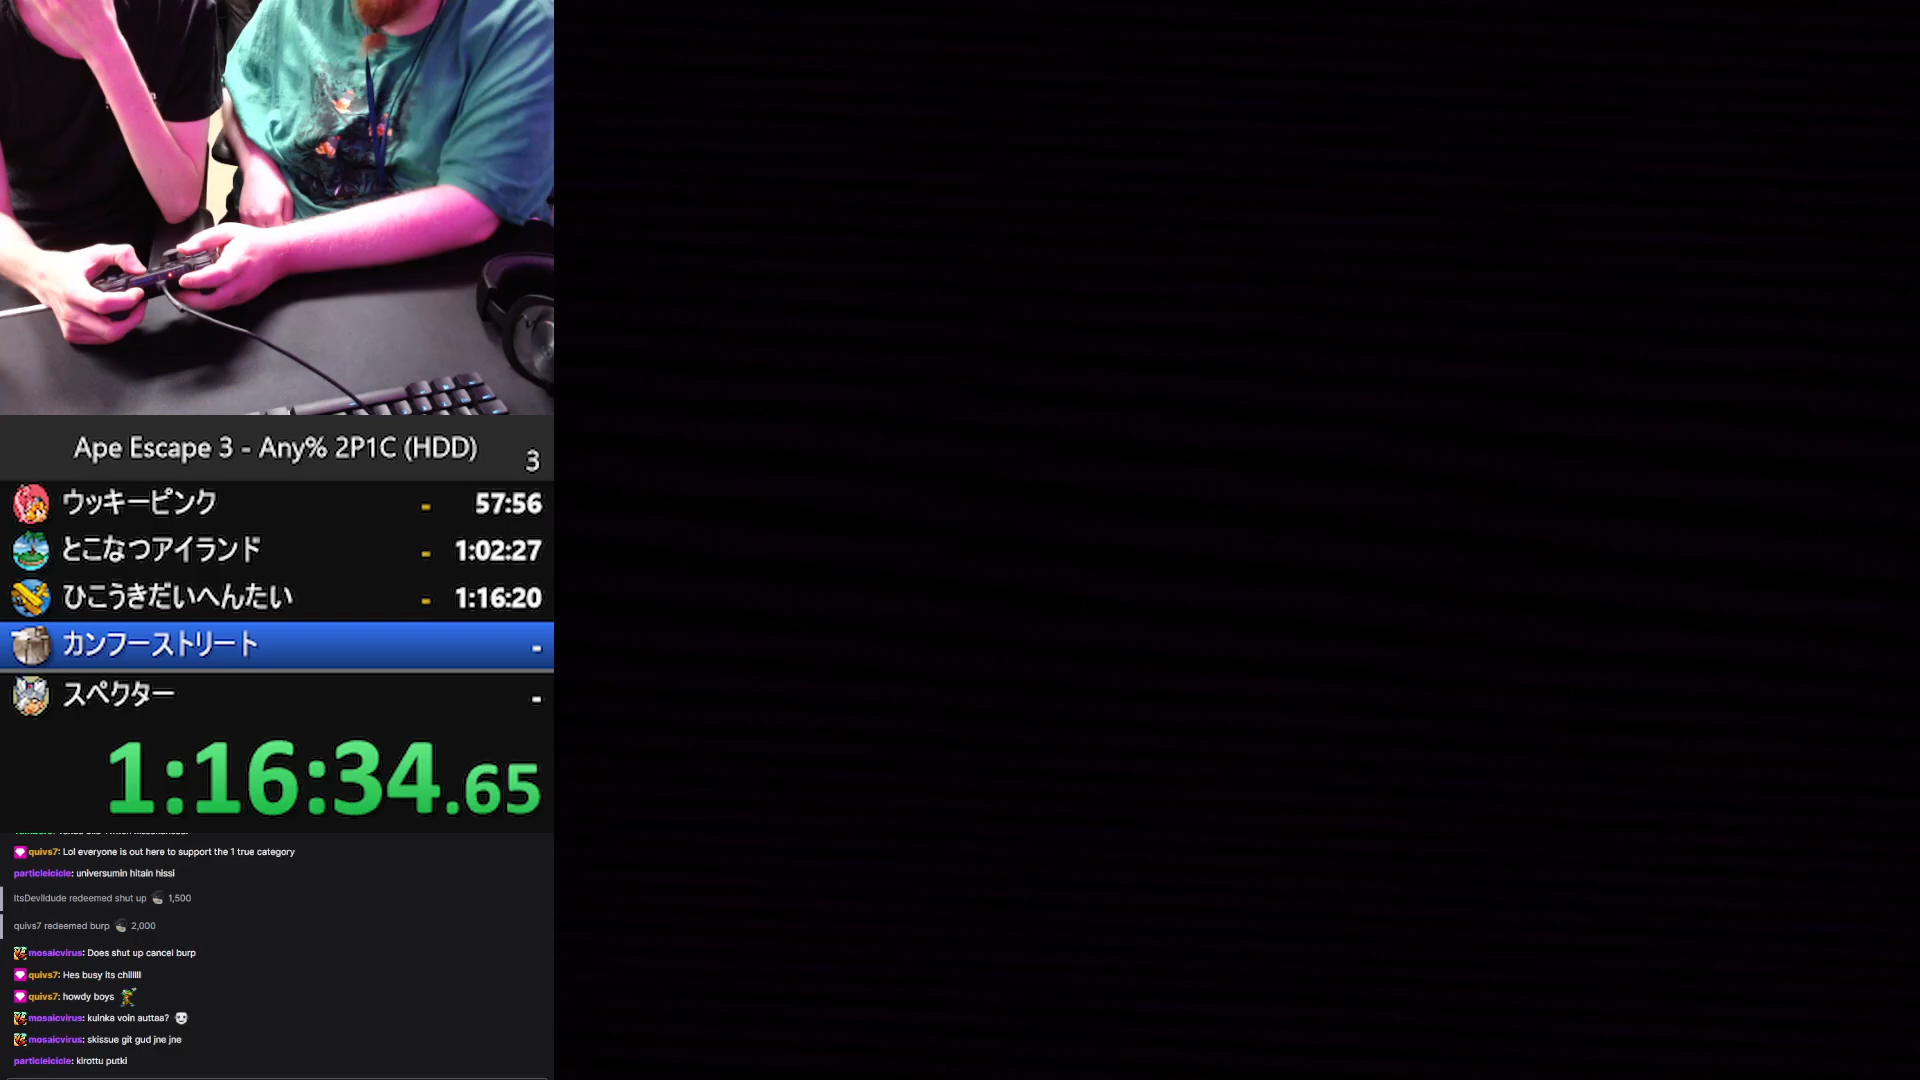 Ape Escape 3 - Any% 2P1C (HDD)
3
ウッキーピンク - 57:56
とこなつアイランド - 1:02:27
ひこうきだいへんたい - 1:16:20
カンフーストリート -
スペクター -
1:16:34.65
quivs7: Lol everyone is out here to support the 1 true category
particleicicle: universumin hitain hissi
ItsDevildude redeemed shut up 1,500
quivs7 redeemed burp 2,000
mosaicvirus: Does shut up cancel burp
quivs7: Hes busy its chillllll
quivs7: howdy boys
mosaicvirus: kuinka voin auttaa?
mosaicvirus: skissue git gud jne jne
particleicicle: kirottu putki